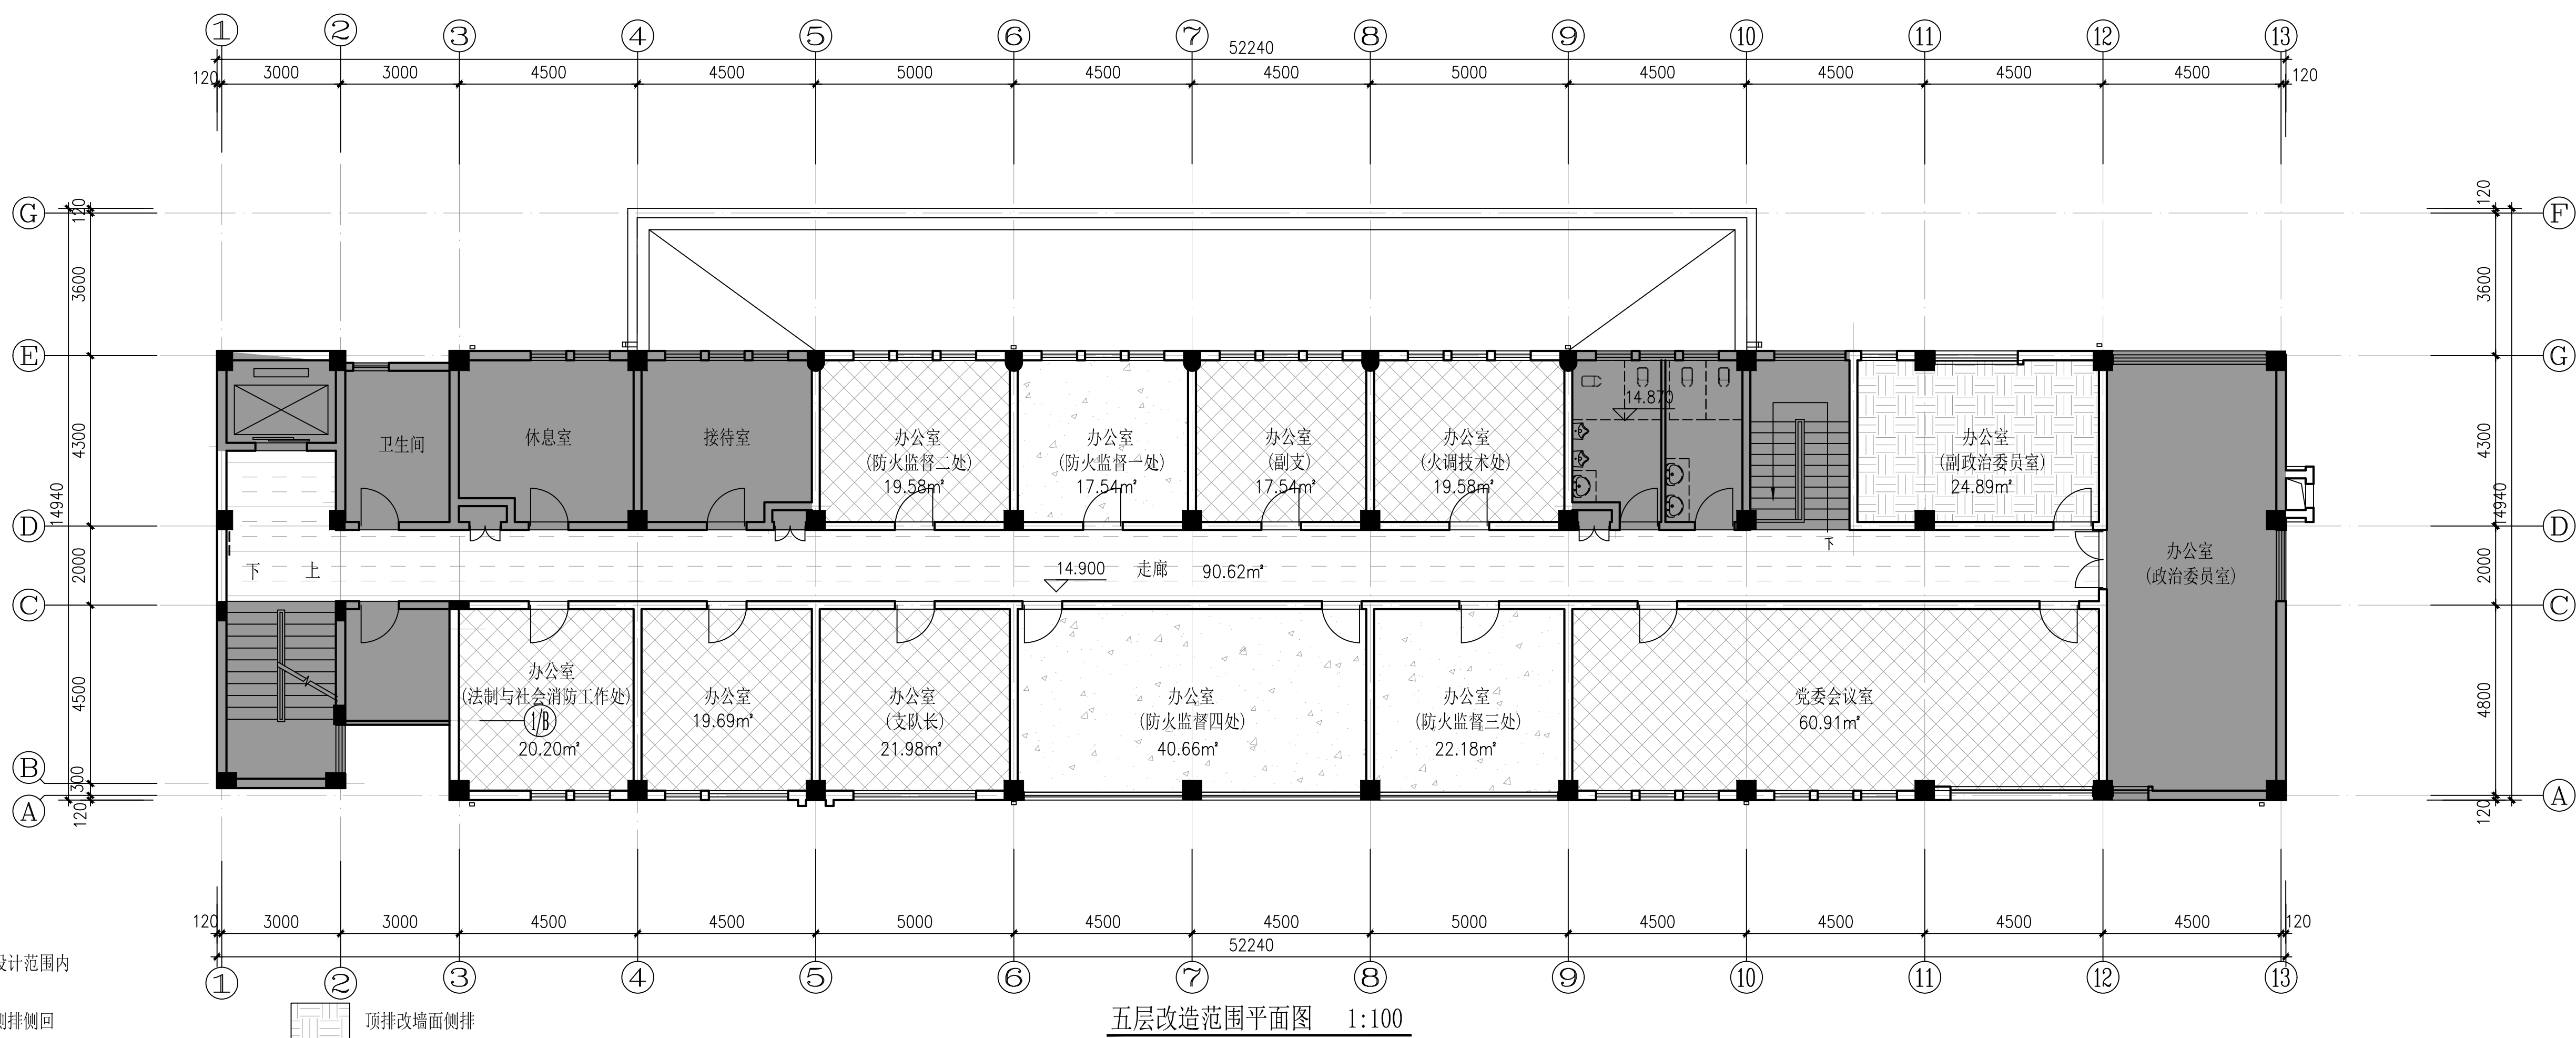 ① ② ③ ④ ⑤ ⑥ ⑦ ⑧ ⑨ ⑩ ⑪ ⑫ ⑬
52240
120 3000 3000 4500 4500 5000 4500 4500 5000 4500 4500 4500 4500 120
G 120 120 F
3600 3600
E G
4300 4300
14940 14940
D D
2000 2000
C C
4500 4800
B
300
A A
120 120
14.870
卫生间
休息室
接待室
办公室
(防火监督二处)
19.58m²
办公室
(防火监督一处)
17.54m²
办公室
(副支)
17.54m²
办公室
(火调技术处)
19.58m²
办公室
(副政治委员室)
24.89m²
下
办公室
(政治委员室)
下 上
14.900
走廊 90.62m²
办公室
(法制与社会消防工作处)
1/B
20.20m²
办公室
19.69m²
办公室
(支队长)
21.98m²
办公室
(防火监督四处)
40.66m²
办公室
(防火监督三处)
22.18m²
党委会议室
60.91m²
120 3000 3000 4500 4500 5000 4500 4500 5000 4500 4500 4500 4500 120
52240
① ② ③ ④ ⑤ ⑥ ⑦ ⑧ ⑨ ⑩ ⑪ ⑫ ⑬
设计范围内
侧排侧回
顶排改墙面侧排
五层改造范围平面图 1:100